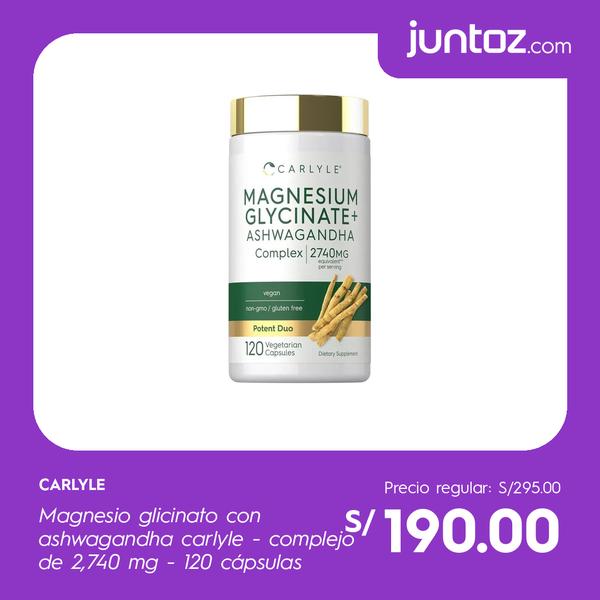 juntoz.com
CARLYLE®
MAGNESIUM
GLYCINATE+
ASHWAGANDHA
Complex | 2740MG
equivalent**
per serving
vegan
non-gmo / gluten free
Potent Duo
120 Vegetarian
Capsules
Dietary Supplement
CARLYLE
Magnesio glicinato con
ashwagandha carlyle - complejo
de 2,740 mg - 120 cápsulas
Precio regular: S/295.00
S/190.00